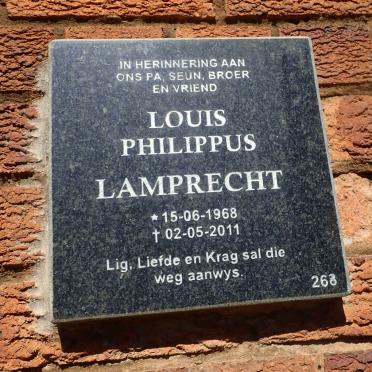 IN HERINNERING AAN
ONS PA, SEUN, BROER
EN VRIEND
LOUIS
PHILIPPUS
LAMPRECHT
* 15-06-1968
† 02-05-2011
Lig, Liefde en Krag sal die
weg aanwys.